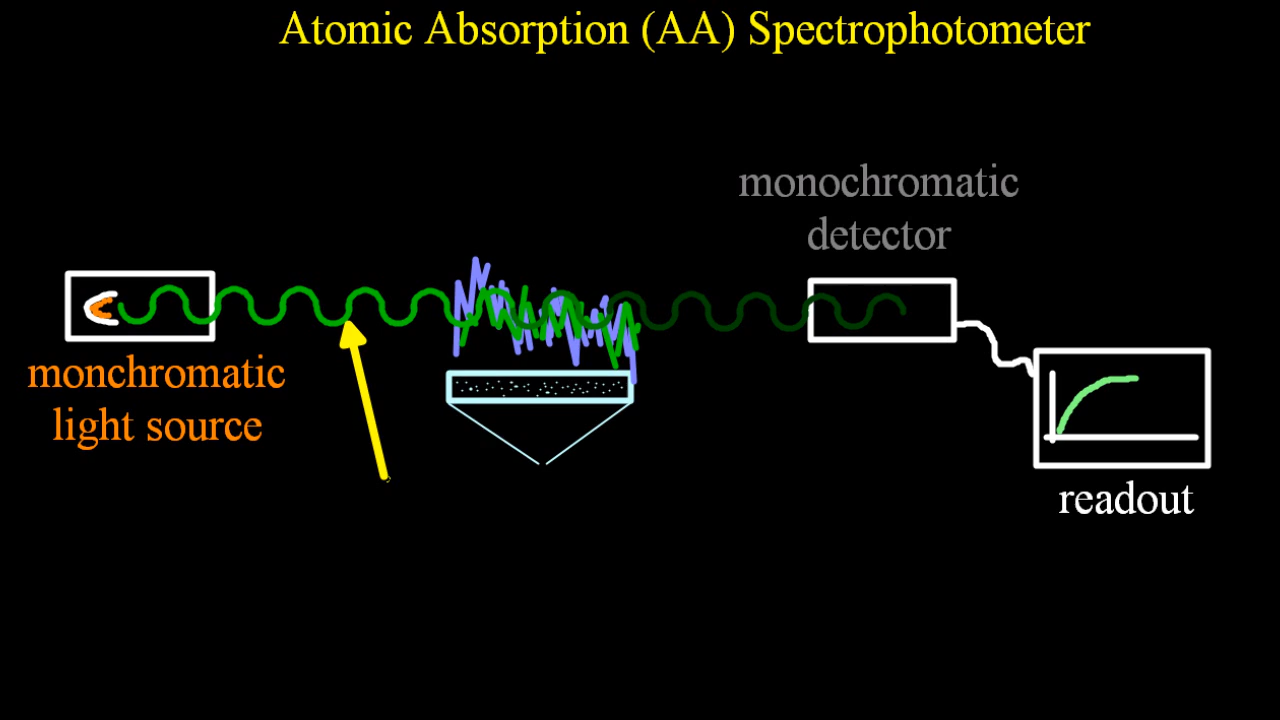 Atomic Absorption (AA) Spectrophotometer
monochromatic
detector
monchromatic
light source
readout